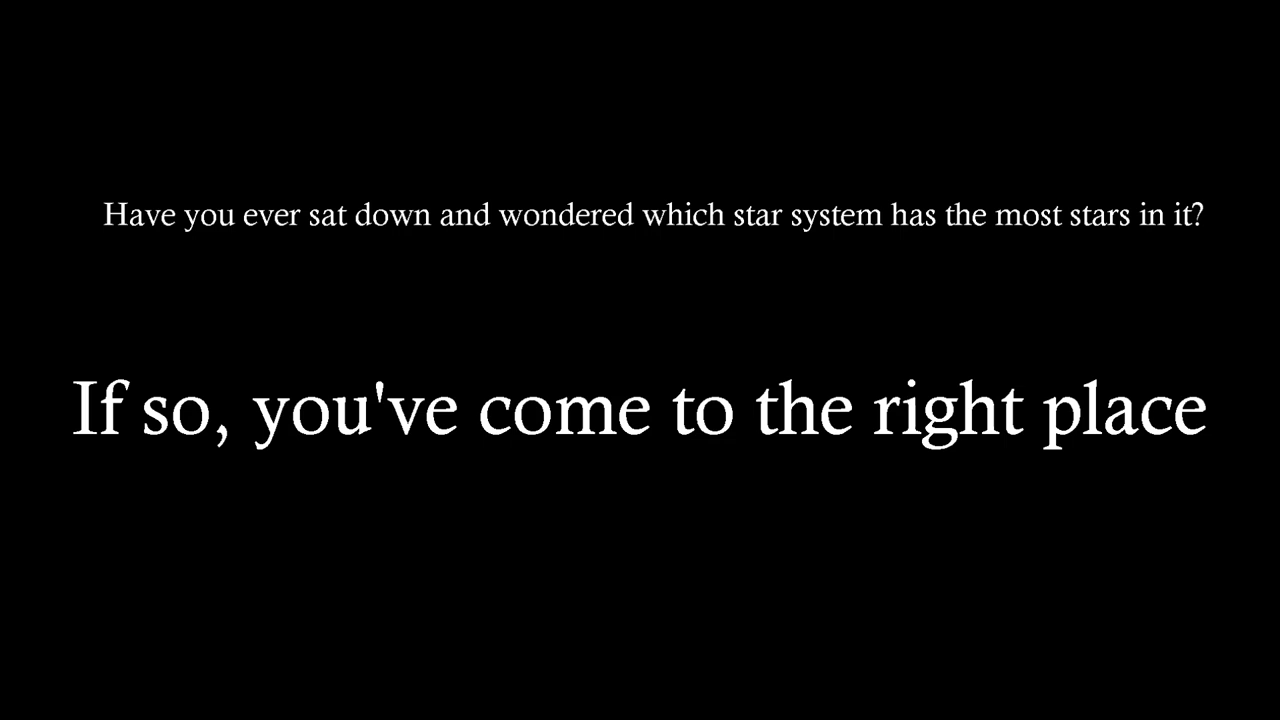 Have you ever sat down and wondered which star system has the most stars in it?
If so, you've come to the right place